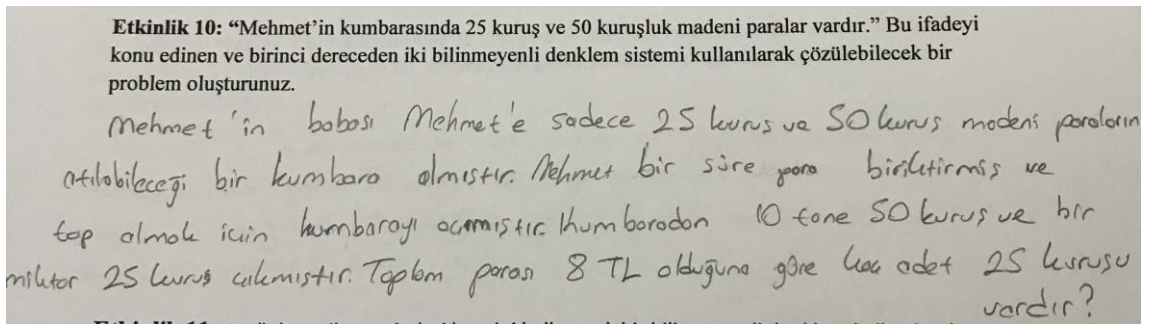 Etkinlik 10: “Mehmet’in kumbarasında 25 kuruş ve 50 kuruşluk madeni paralar vardır.” Bu ifadeyi
konu edinen ve birinci dereceden iki bilinmeyenli denklem sistemi kullanılarak çözülebilecek bir
problem oluşturunuz.
Mehmet'in babası Mehmet'e sadece 25 kuruş ve 50 kuruş madeni paraların
atılabileceği bir kumbara almıştır. Mehmet bir süre para biriktirmiş ve
top almak için kumbarayı açmıştır. Kumbaradan 10 tane 50 kuruş ve bir
miktar 25 kuruş çıkmıştır. Toplam parası 8 TL olduğuna göre kaç adet 25 kuruşu
vardır?